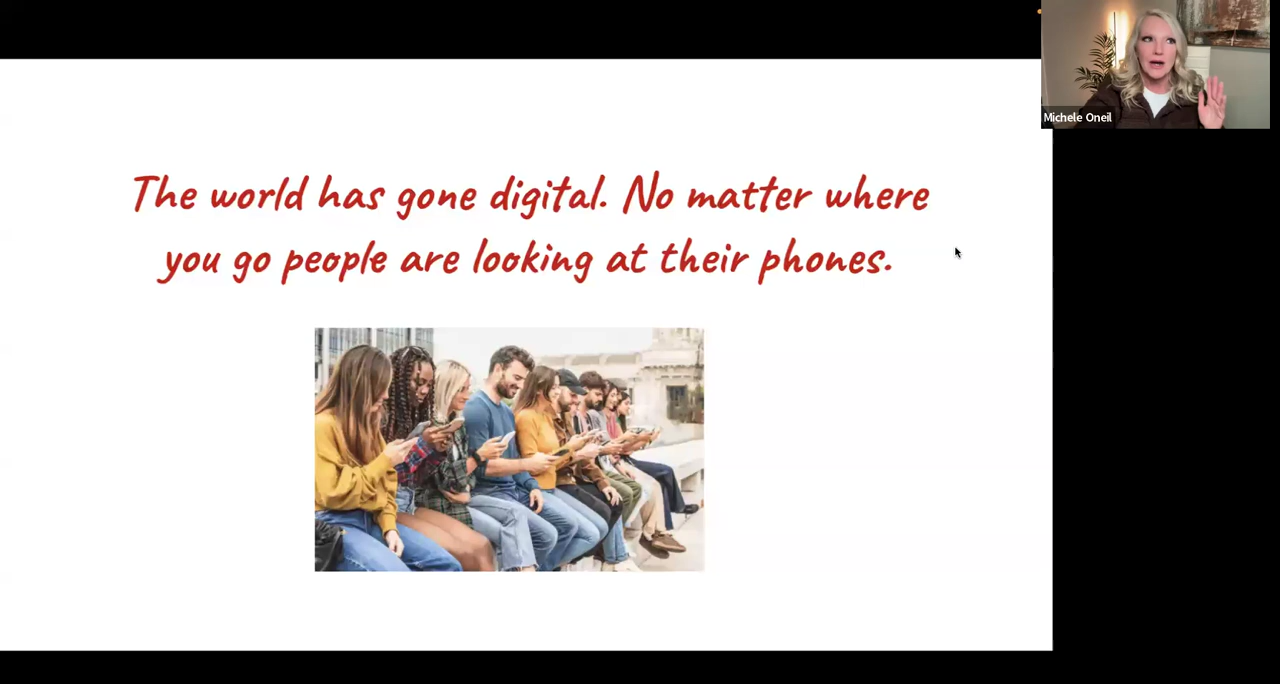 The world has gone digital. No matter where
you go people are looking at their phones.
Michele Oneil